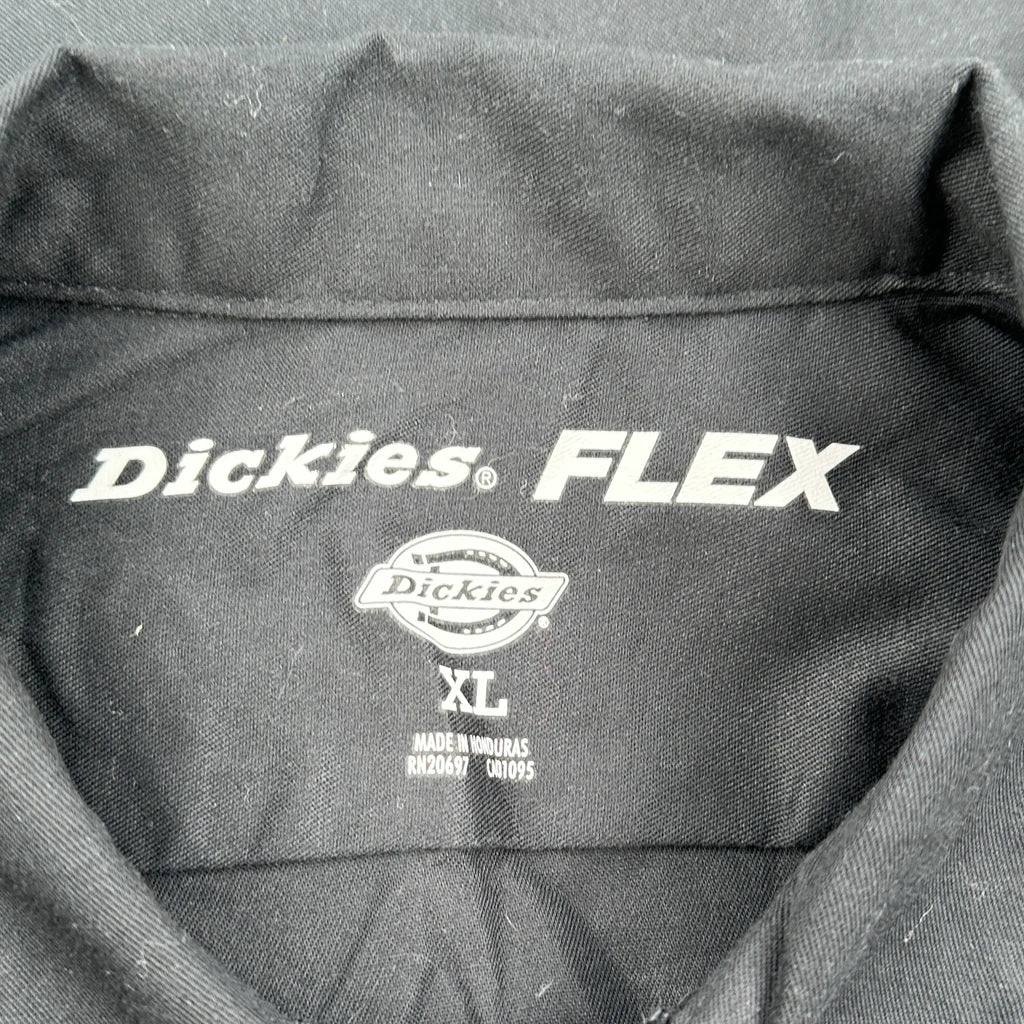 Dickies® FLEX
Dickies®
XL
MADE IN HONDURAS
RN20697 CA01095